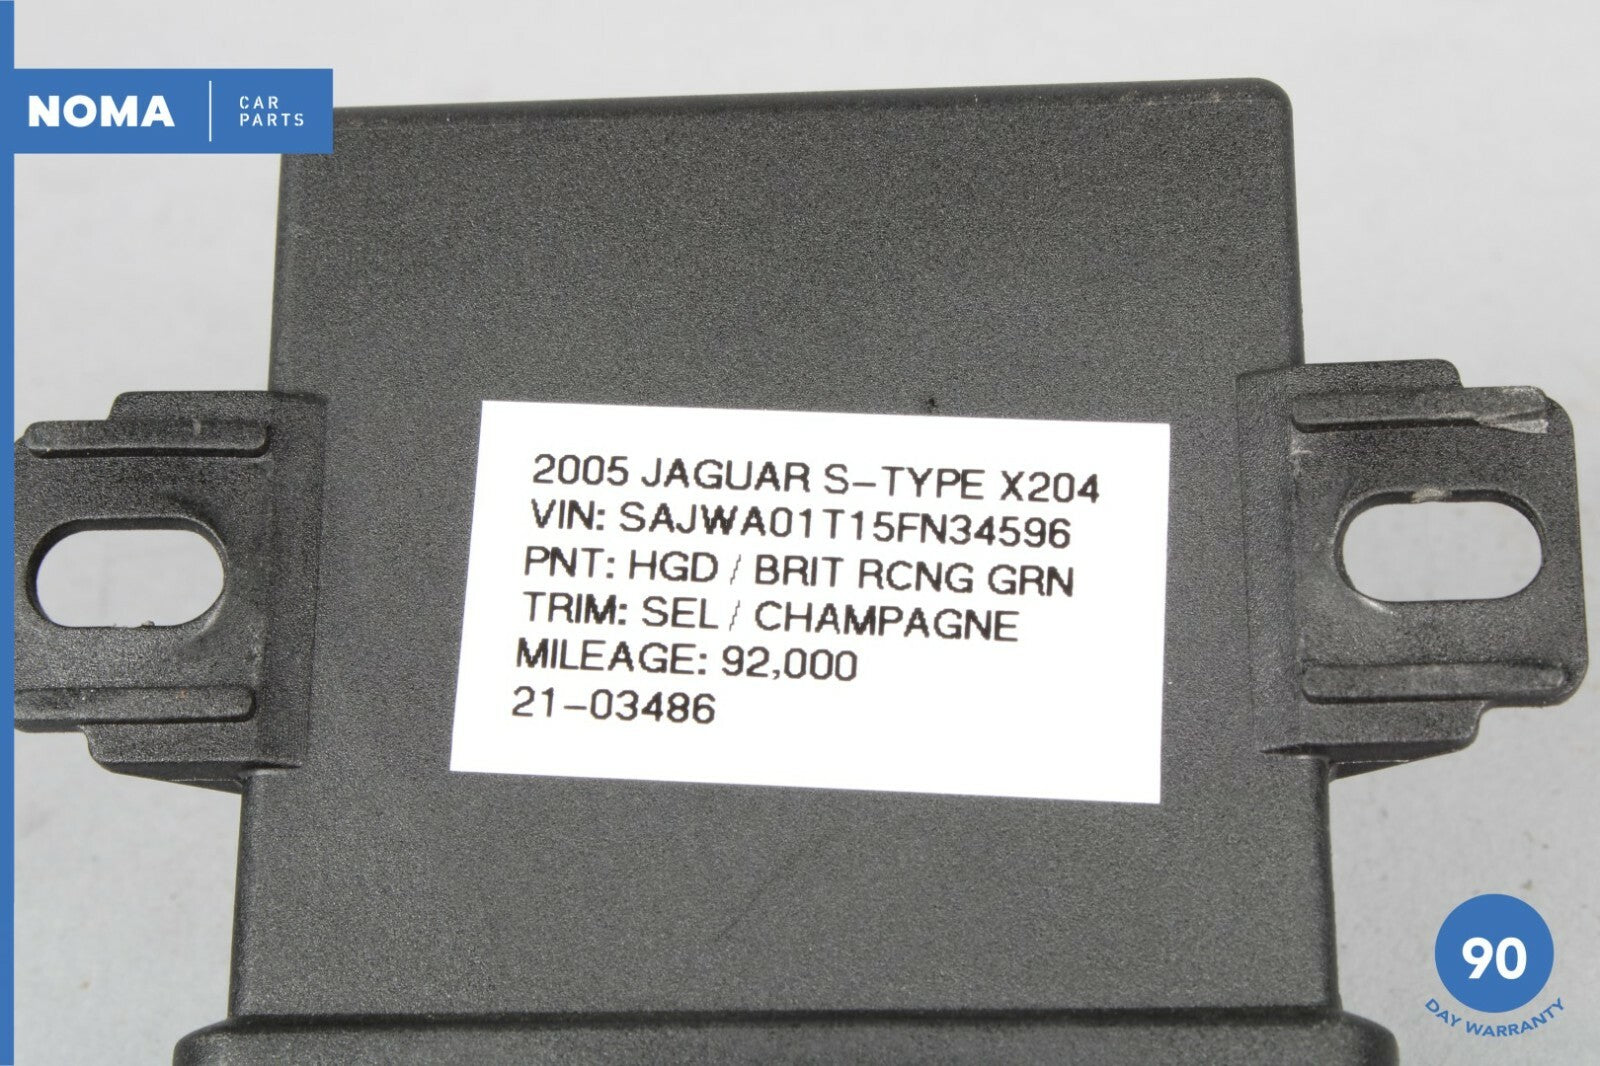 NOMA
CAR
PARTS
2005 JAGUAR S-TYPE X204
VIN: SAJWA01T15FN34596
PNT: HGD / BRIT RCNG GRN
TRIM: SEL / CHAMPAGNE
MILEAGE: 92,000
21-03486
90
DAY WARRANTY